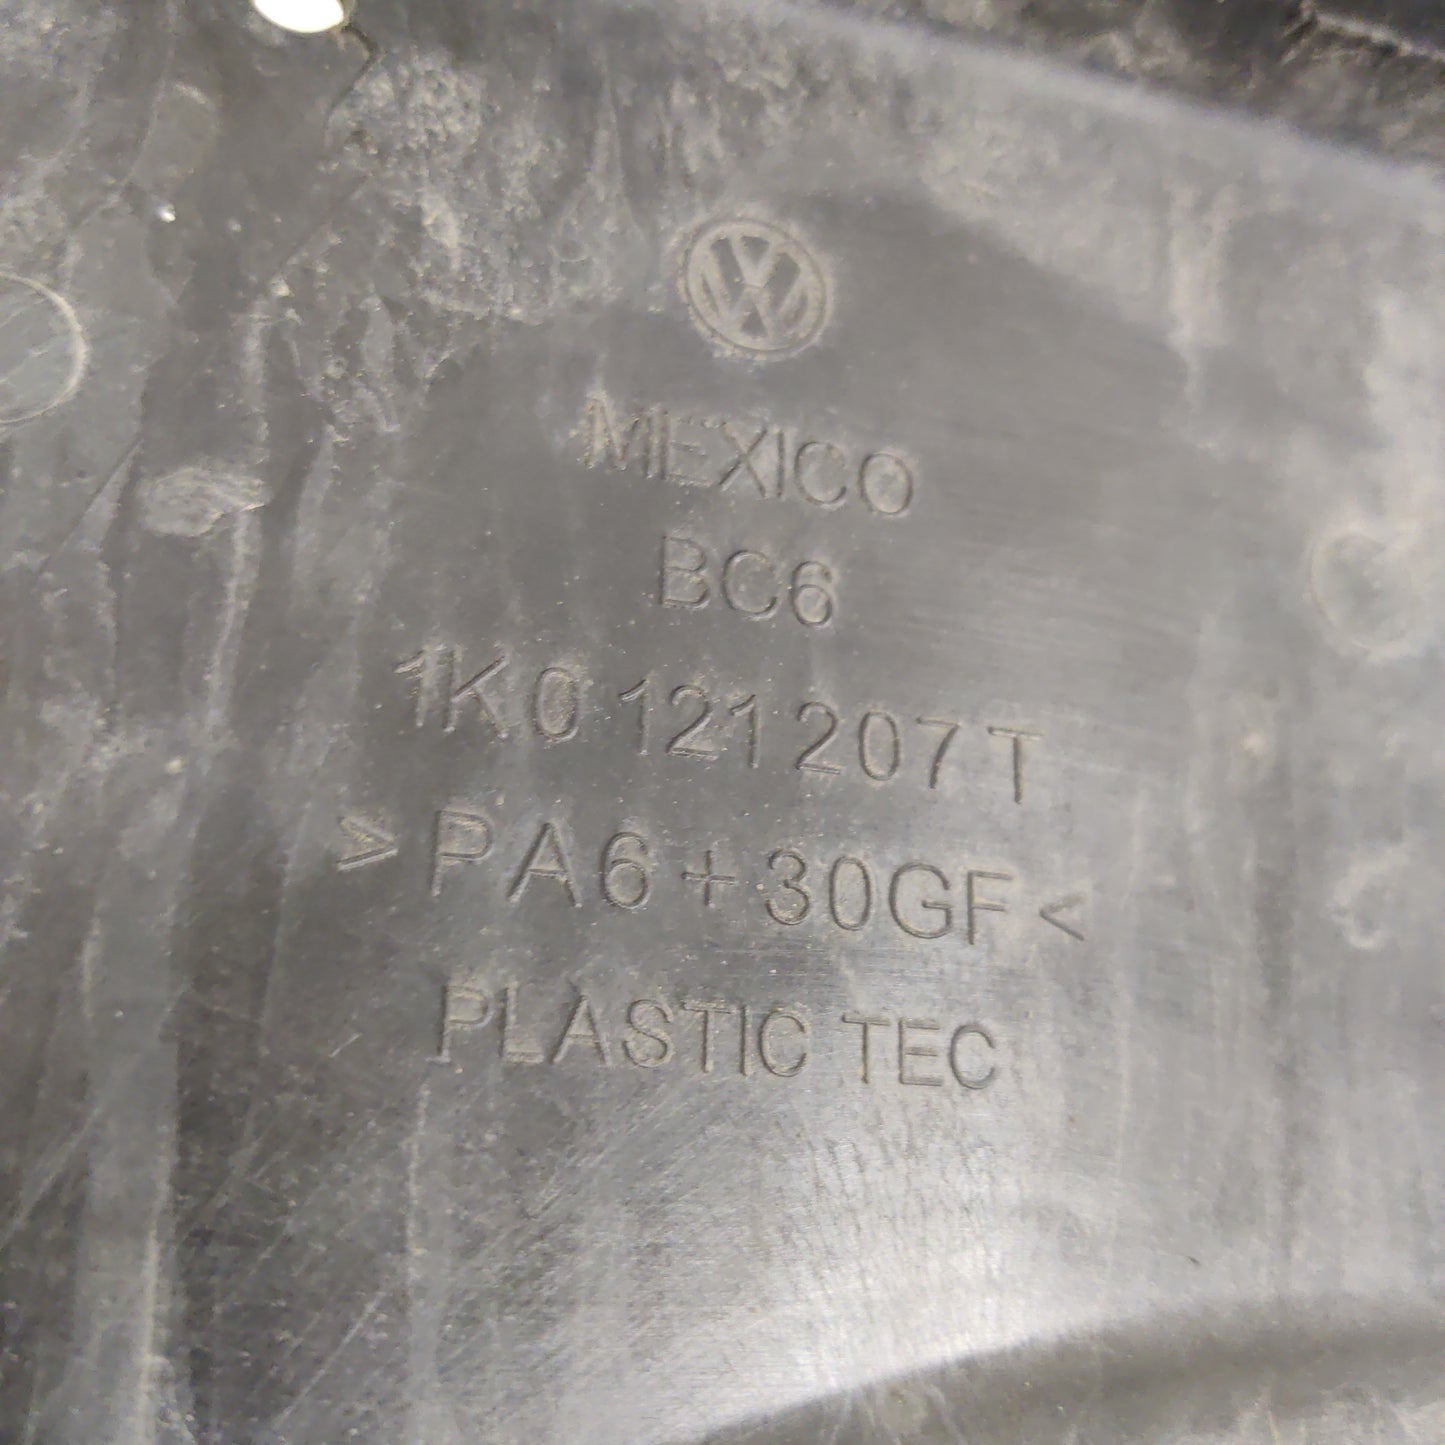 MEXICO
BC6
1K0 121 207 T
>PA6+30GF<
PLASTIC TEC